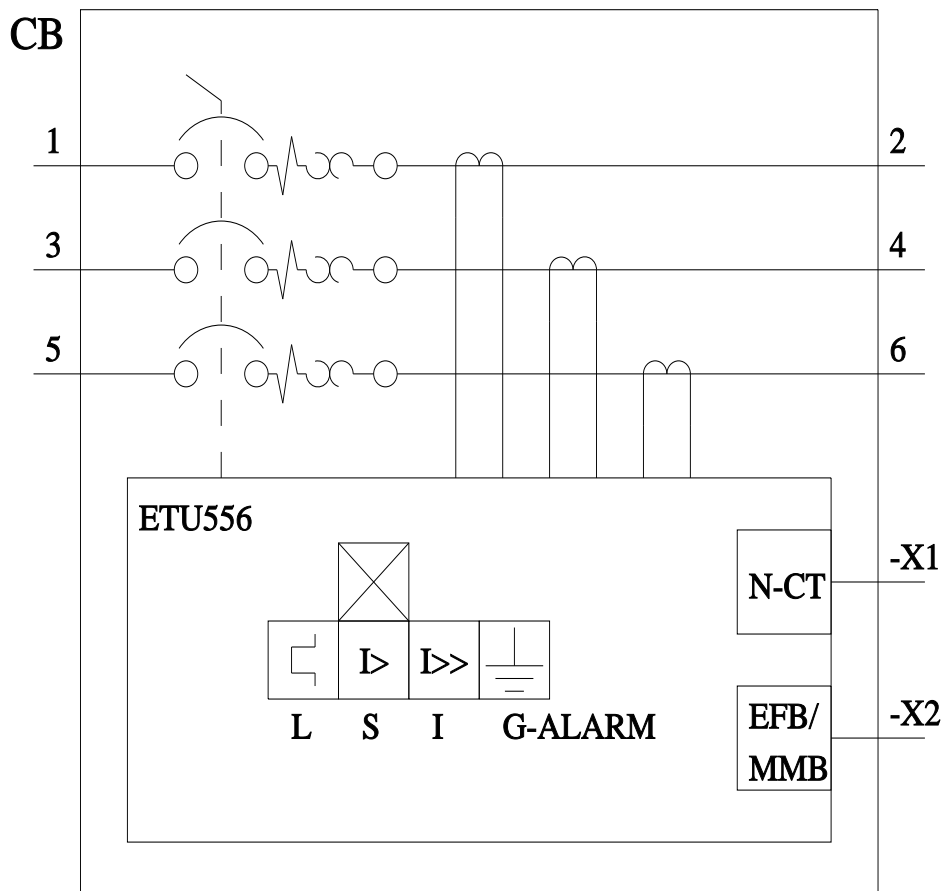 CB
1 2
3 4
5 6
ETU556
-X1
N-CT
I> I>>
-X2
EFB/
L S I G-ALARM
MMB